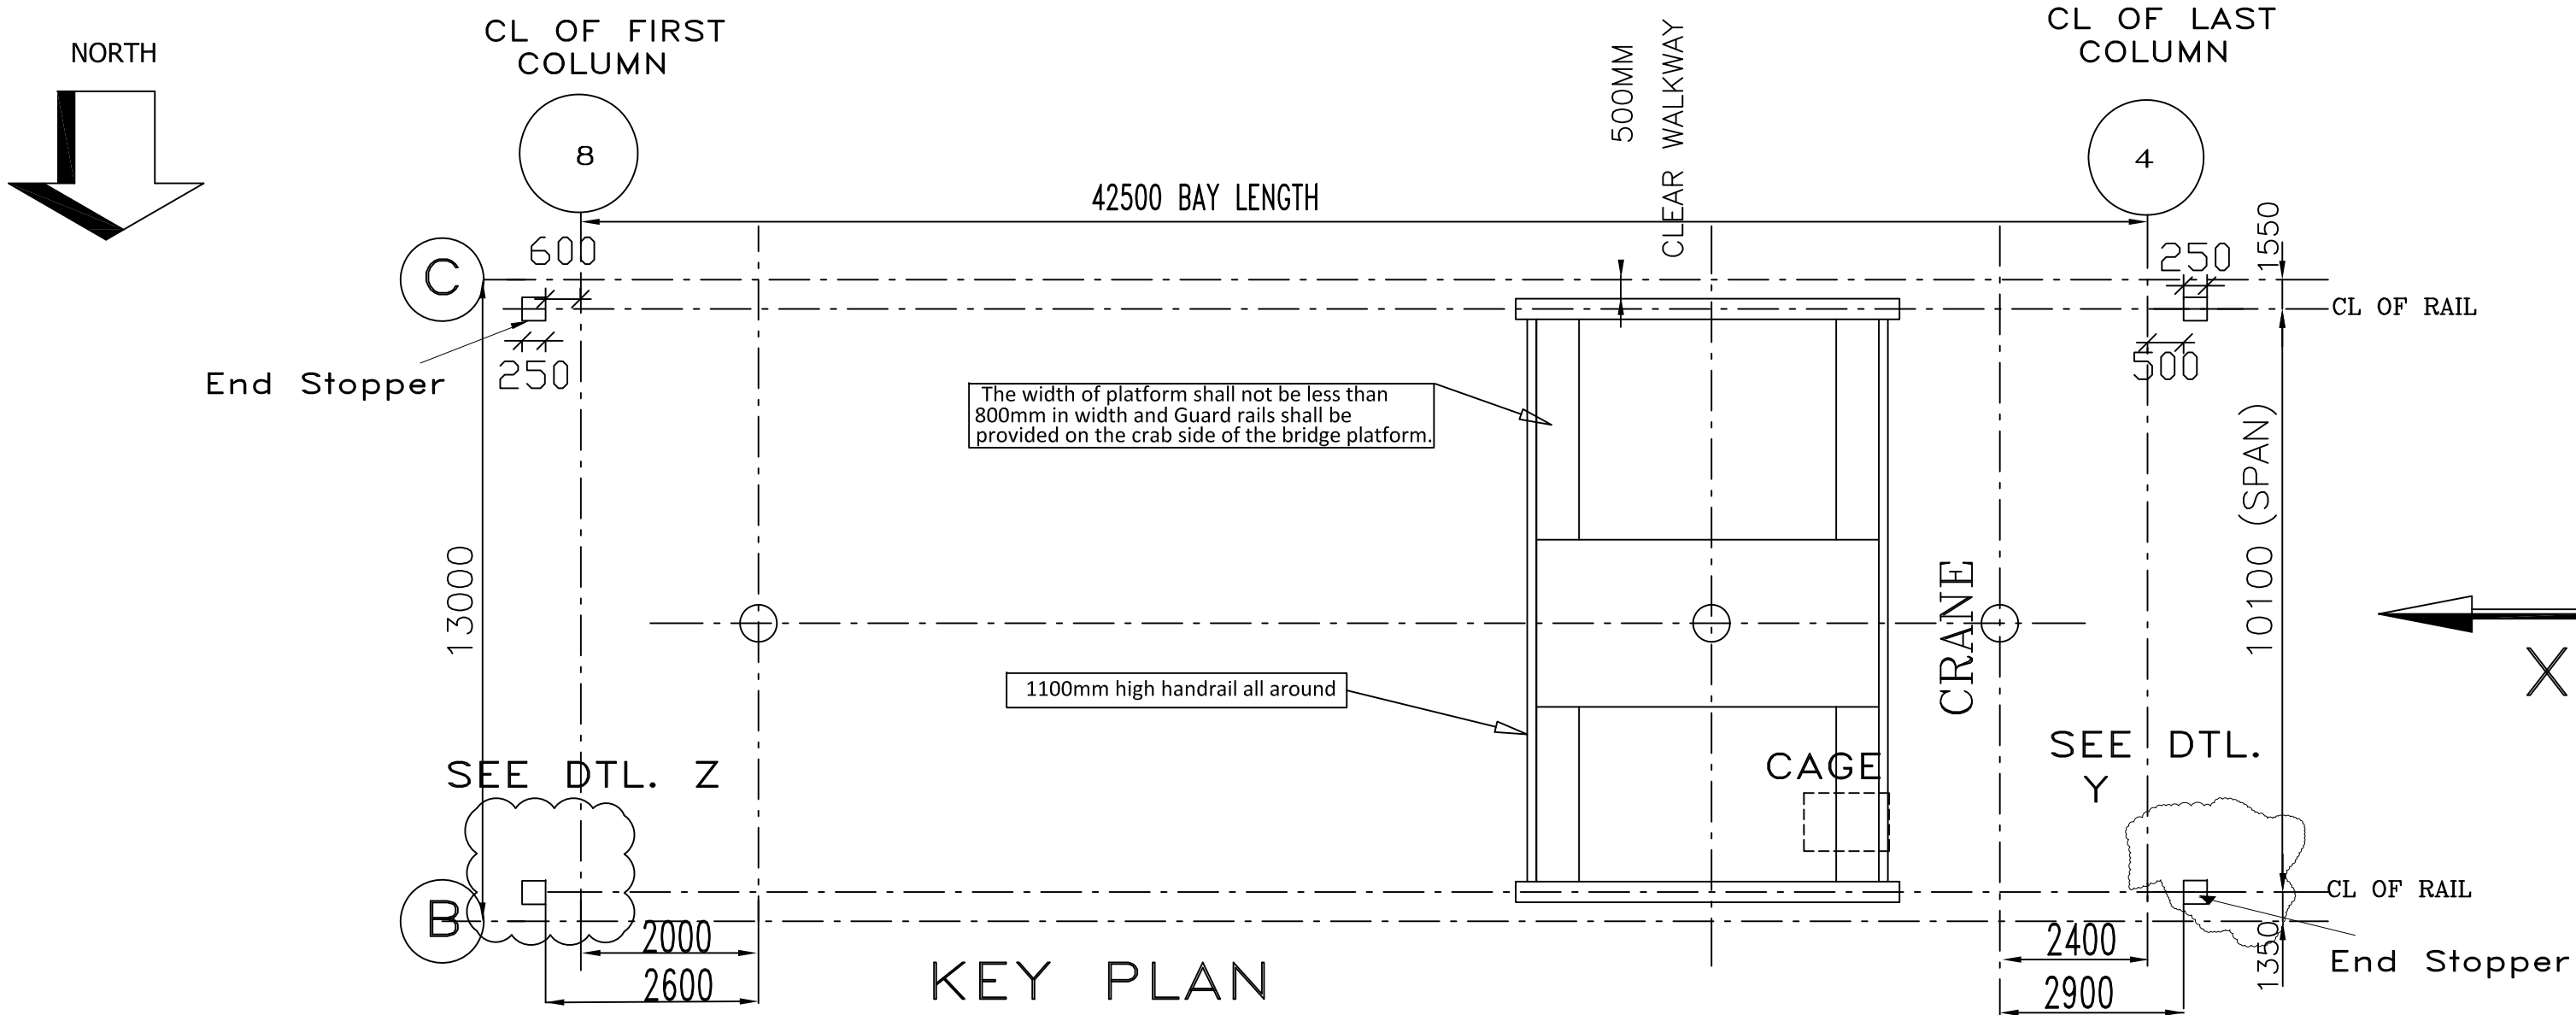 NORTH
CL OF FIRST
COLUMN
CL OF LAST
COLUMN
500MM
CLEAR WALKWAY
8
4
42500 BAY LENGTH
1550
600
250
C
CL OF RAIL
End Stopper
250
500
The width of platform shall not be less than
800mm in width and Guard rails shall be
provided on the crab side of the bridge platform.
10100 (SPAN)
13000
CRANE
X
1100mm high handrail all around
SEE DTL. Z
CAGE
SEE DTL.
Y
CL OF RAIL
B
2000
2400
1350
End Stopper
2600
KEY PLAN
2900